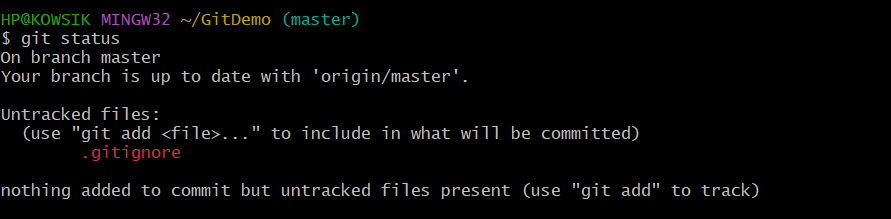 HP@KOWSIK MINGW32 ~/GitDemo (master)
$ git status
On branch master
Your branch is up to date with 'origin/master'.
Untracked files:
(use "git add <file>..." to include in what will be committed)
.gitignore
nothing added to commit but untracked files present (use "git add" to track)